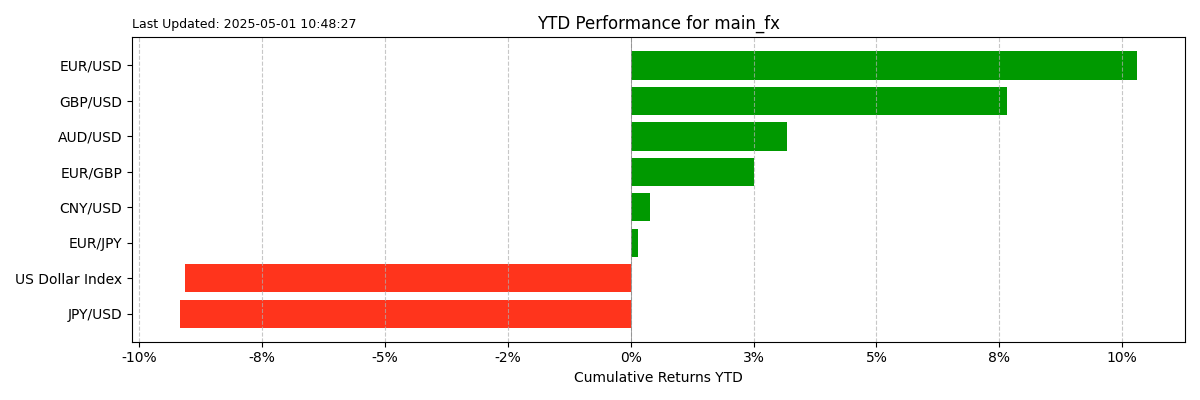 Last Updated: 2025-05-01 10:48:27
YTD Performance for main_fx
EUR/USD
GBP/USD
AUD/USD
EUR/GBP
CNY/USD
EUR/JPY
US Dollar Index
JPY/USD
-10% -8% -5% -2% 0% 3% 5% 8% 10%
Cumulative Returns YTD